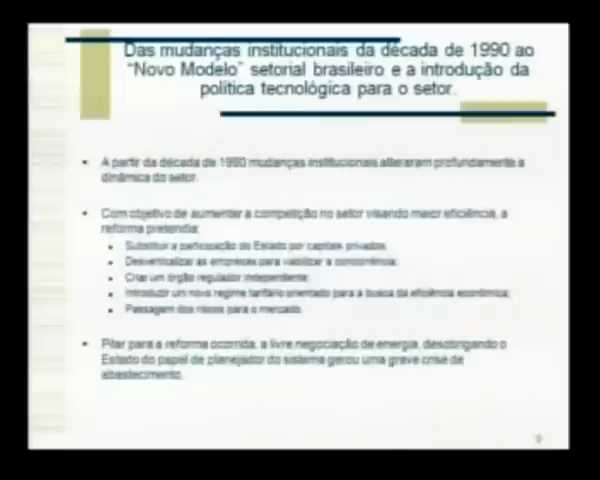 Das mudanças institucionais da década de 1990 ao
“Novo Modelo” setorial brasileiro e a introdução da
política tecnológica para o setor.
A partir da década de 1990 mudanças institucionais alteraram profundamente a
dinâmica do setor.
Com objetivo de aumentar a competição no setor visando maior eficiência, a
reforma pretendia:
Substituir a participação do Estado por capitais privados;
Desverticalizar as empresas para viabilizar a concorrência;
Criar um órgão regulador independente;
Introduzir um novo regime tarifário orientado para a busca da eficiência econômica;
Passagem dos riscos para o mercado.
Pilar para a reforma ocorrida, a livre negociação de energia, desobrigando o
Estado do papel de planejador do sistema gerou uma grave crise de
abastecimento.